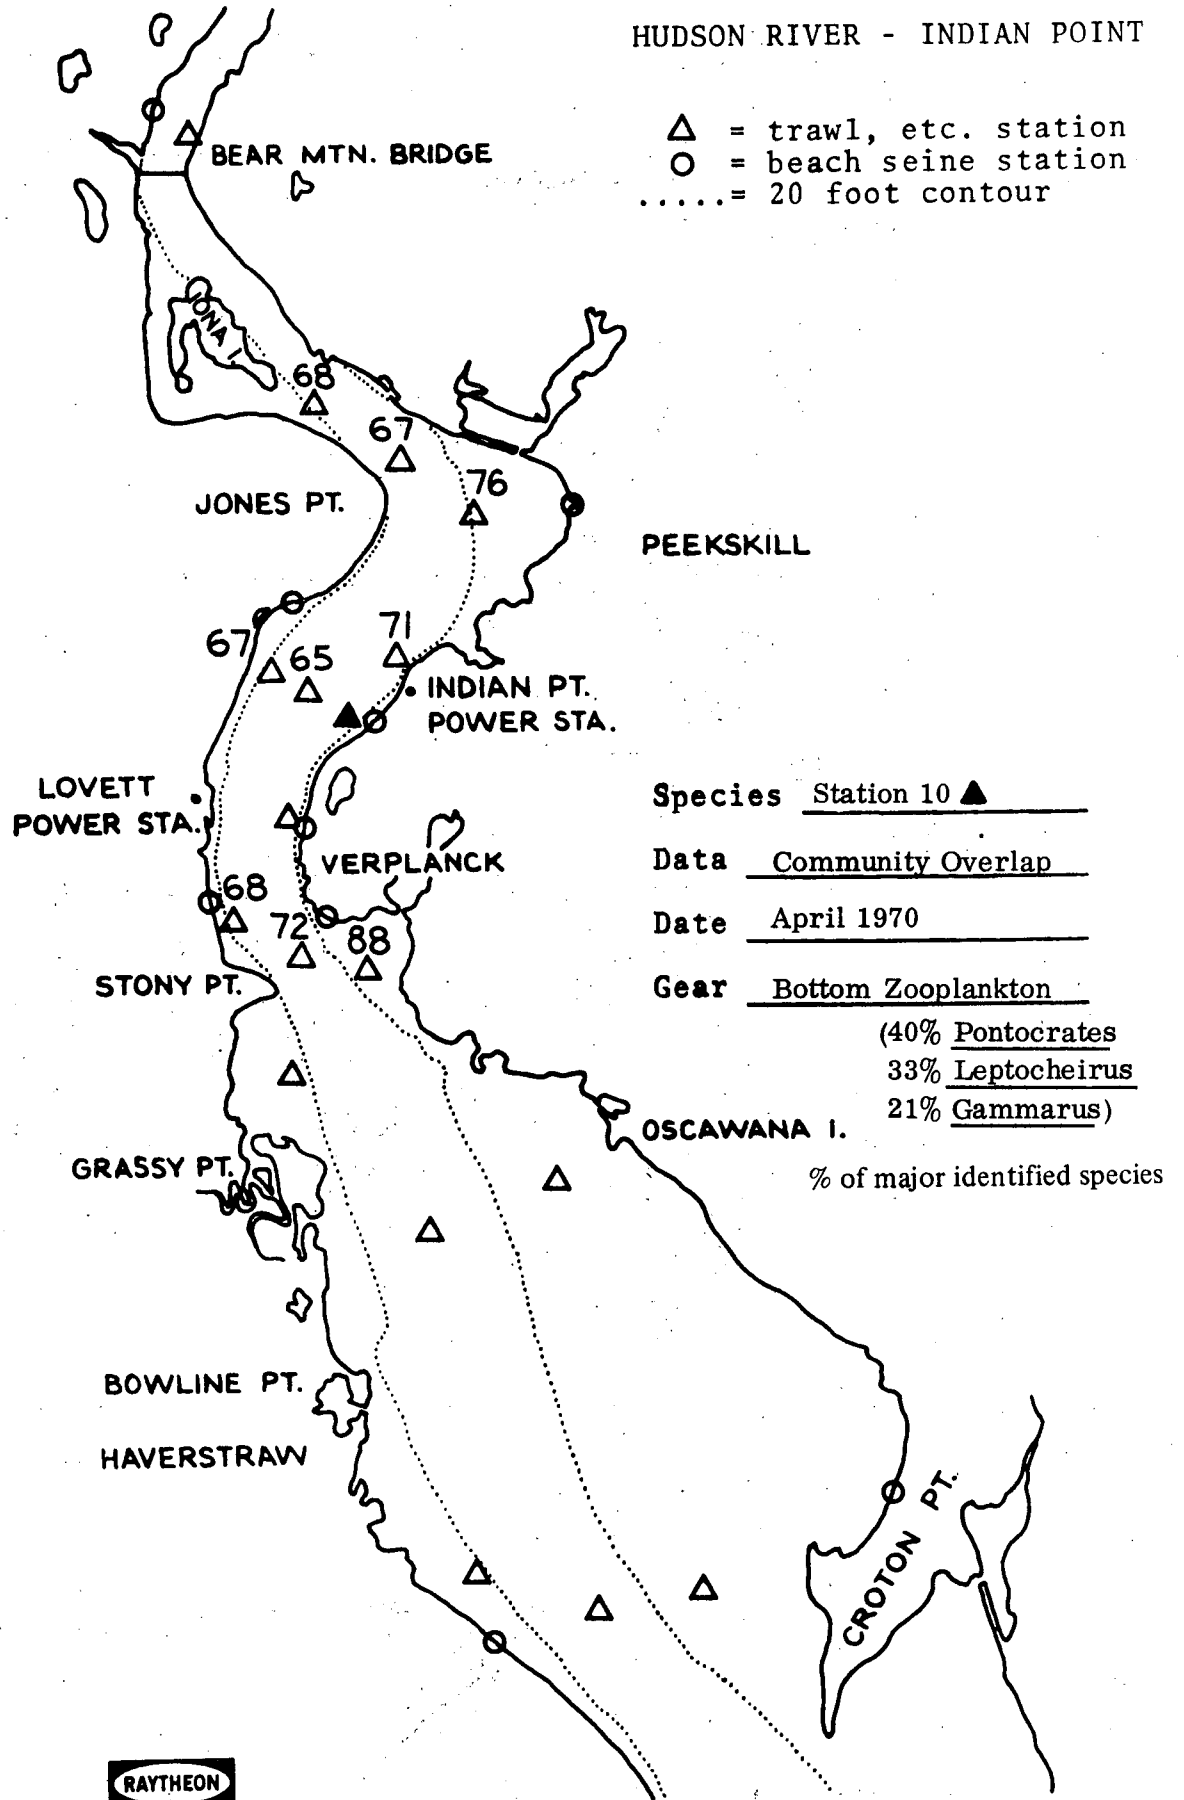 HUDSON RIVER - INDIAN POINT
△ = trawl, etc. station
○ = beach seine station
.....= 20 foot contour
BEAR MTN. BRIDGE
IONA I.
68
67
76
JONES PT.
PEEKSKILL
67
65
71
INDIAN PT.
POWER STA.
LOVETT
POWER STA.
Species Station 10 ▲
Data Community Overlap
Date April 1970
Gear Bottom Zooplankton
(40% Pontocrates
33% Leptocheirus
21% Gammarus)
% of major identified species
VERPLANCK
68
72
88
STONY PT.
OSCAWANA I.
GRASSY PT.
BOWLINE PT.
HAVERSTRAW
CROTON PT.
RAYTHEON